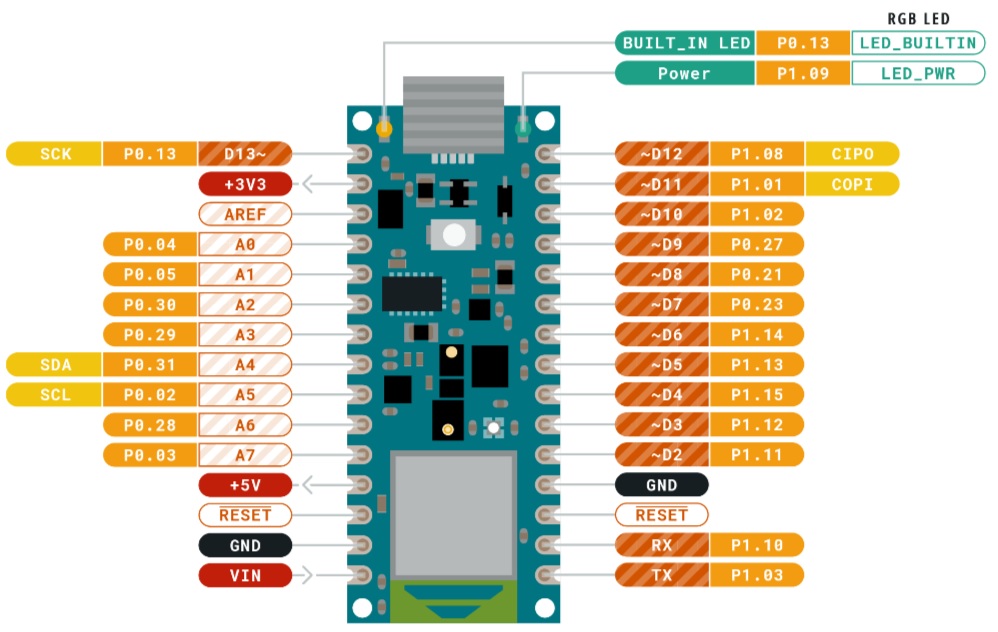 RGB LED
BUILT_IN LED P0.13 LED_BUILTIN
Power P1.09 LED_PWR
SCK P0.13 D13~
+3V3
AREF
P0.04 A0
P0.05 A1
P0.30 A2
P0.29 A3
SDA P0.31 A4
SCL P0.02 A5
P0.28 A6
P0.03 A7
+5V
RESET
GND
VIN
~D12 P1.08 CIPO
~D11 P1.01 COPI
~D10 P1.02
~D9 P0.27
~D8 P0.21
~D7 P0.23
~D6 P1.14
~D5 P1.13
~D4 P1.15
~D3 P1.12
~D2 P1.11
GND
RESET
RX P1.10
TX P1.03